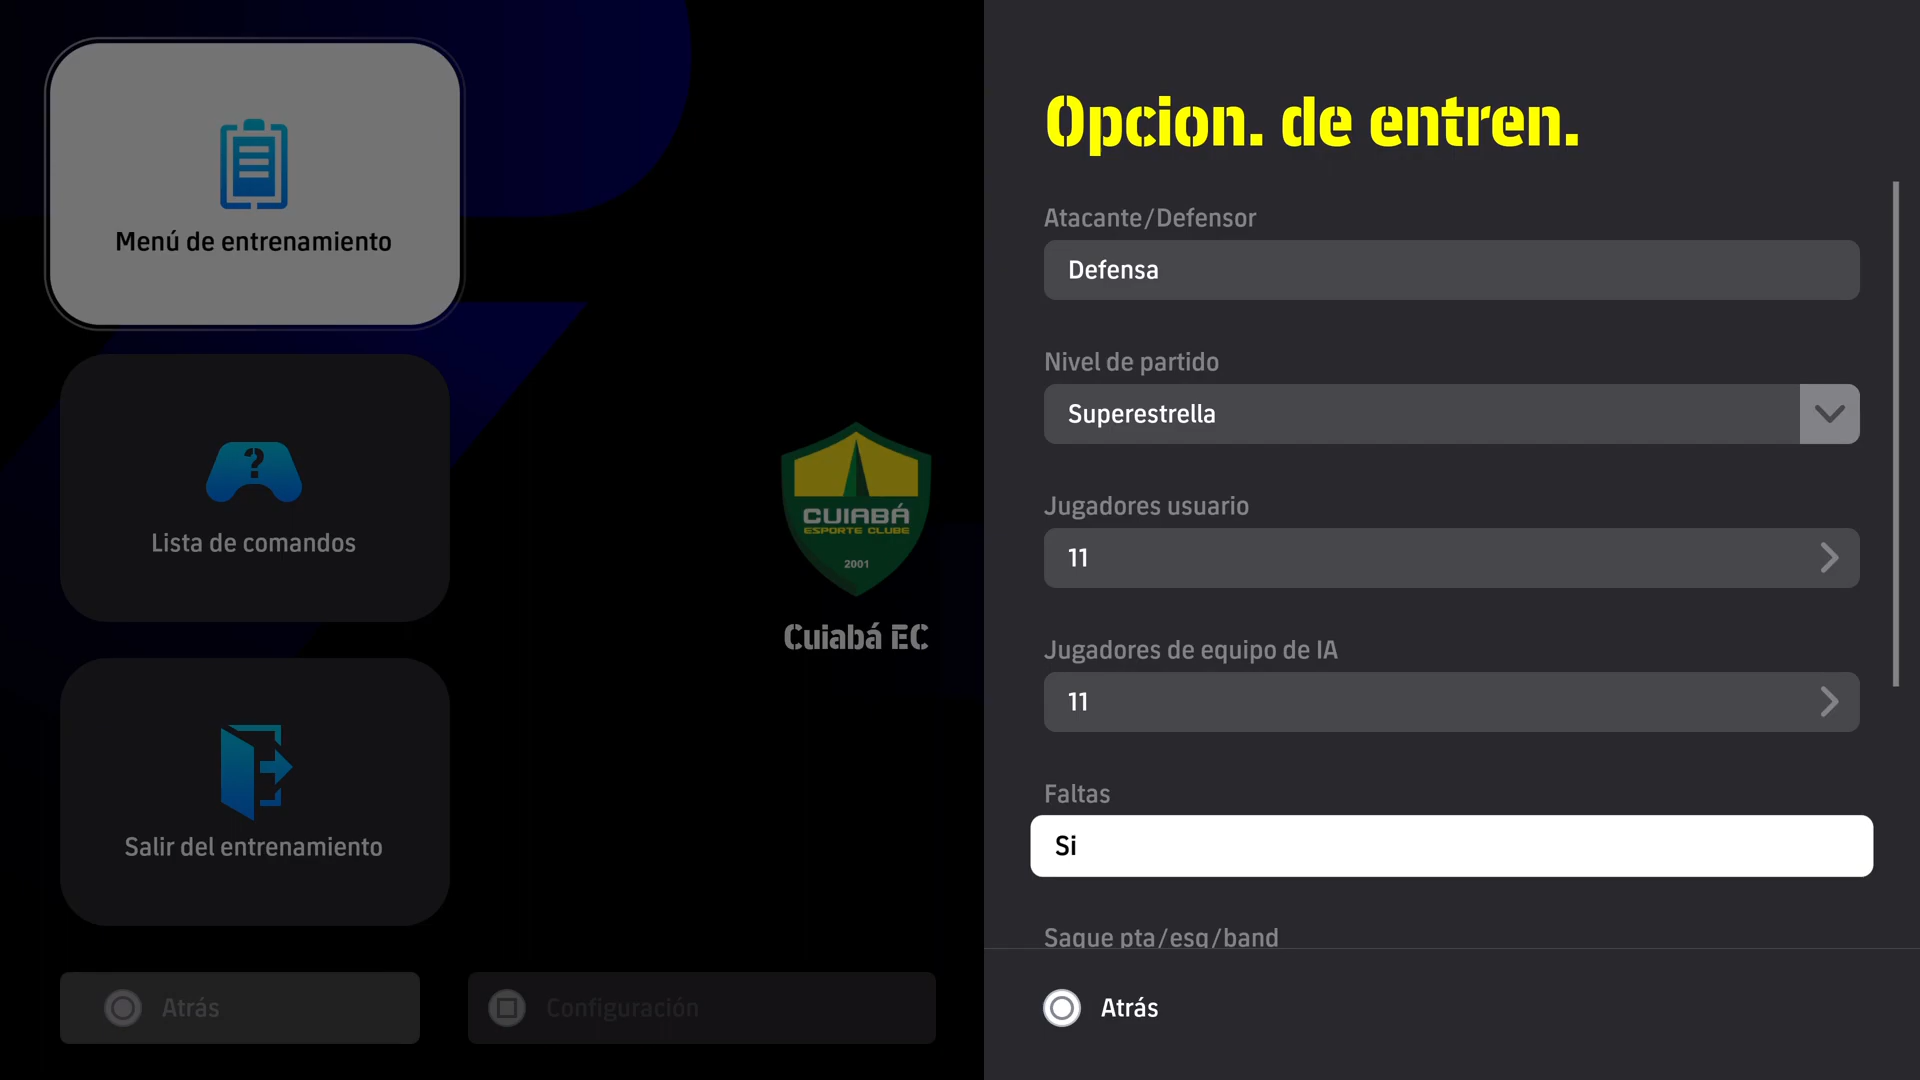 Menú de entrenamiento
Lista de comandos
Salir del entrenamiento
Atrás
Configuración
CUIABÁ
ESPORTE CLUBE
2001
Cuiabá EC
Opcion. de entren.
Atacante/Defensor
Defensa
Nivel de partido
Superestrella
Jugadores usuario
11
Jugadores de equipo de IA
11
Faltas
Si
Saque pta/esq/band
Atrás